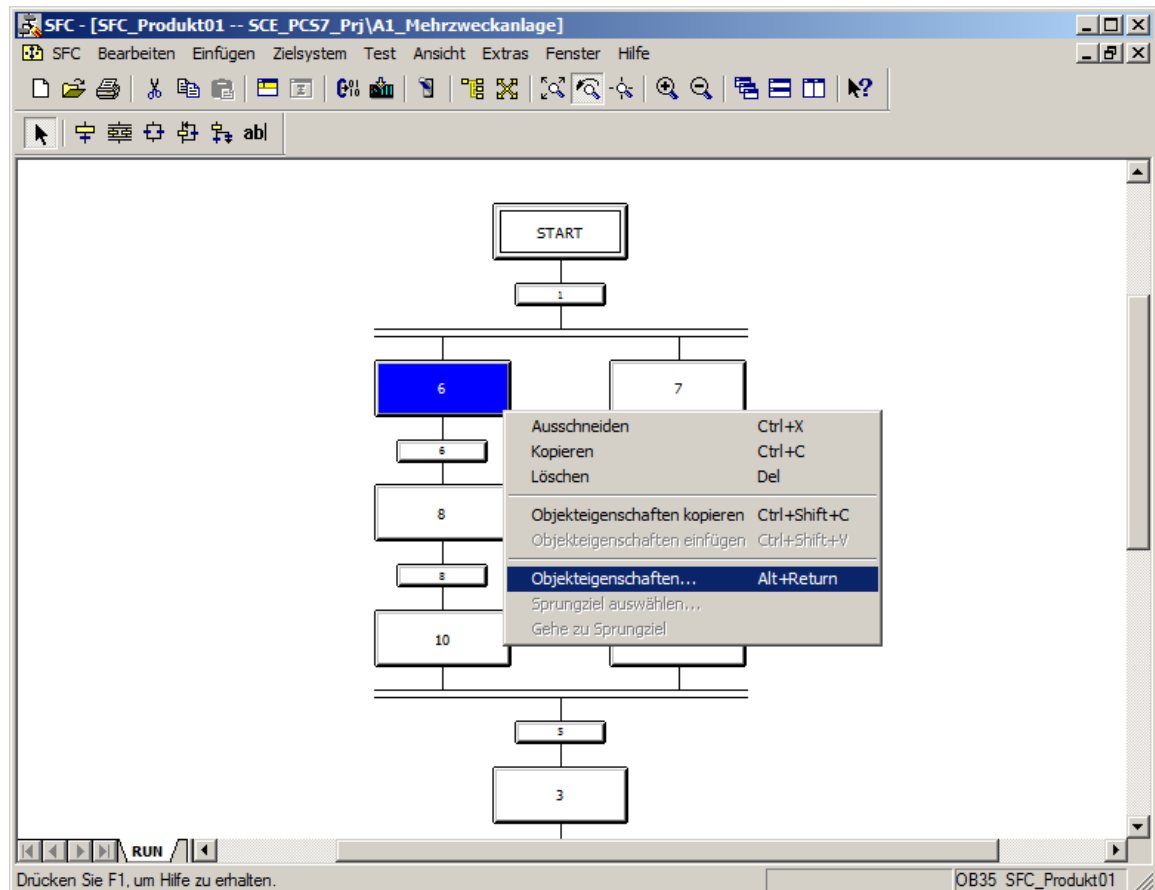 SFC - [SFC_Produkt01 -- SCE_PCS7_Prj\A1_Mehrzweckanlage]
SFC Bearbeiten Einfügen Zielsystem Test Ansicht Extras Fenster Hilfe
abl
START
1
6 7
Ausschneiden Ctrl+X
6
Kopieren Ctrl+C
Löschen Del
8
Objekteigenschaften kopieren Ctrl+Shift+C
Objekteigenschaften einfügen Ctrl+Shift+V
8
Objekteigenschaften... Alt+Return
Sprungziel auswählen...
10
Gehe zu Sprungziel
5
3
RUN
Drücken Sie F1, um Hilfe zu erhalten. OB35 SFC_Produkt01